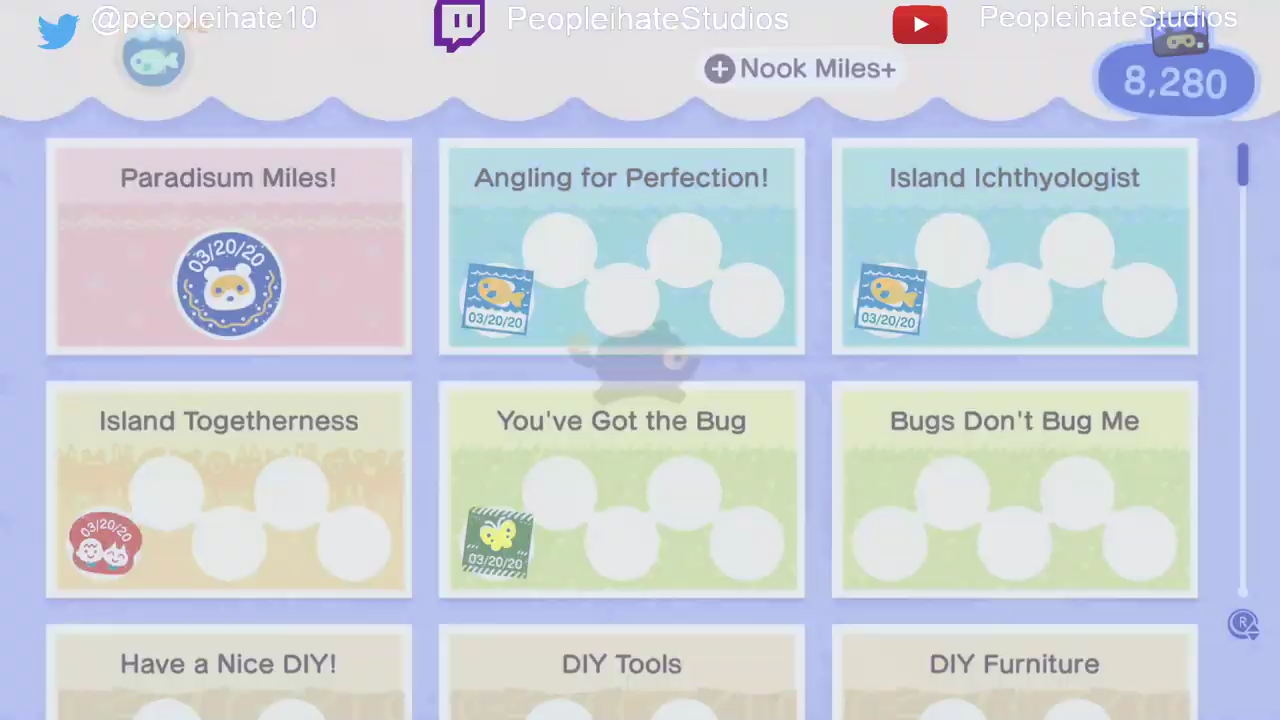 @peopleihate10
PeopleihateStudios
PeopleihateStudios
Nook Miles+
8,280
Paradisum Miles!
Angling for Perfection!
Island Ichthyologist
03/20/20
03/20/20
03/20/20
Island Togetherness
You've Got the Bug
Bugs Don't Bug Me
03/20/20
03/20/20
R
Have a Nice DIY!
DIY Tools
DIY Furniture